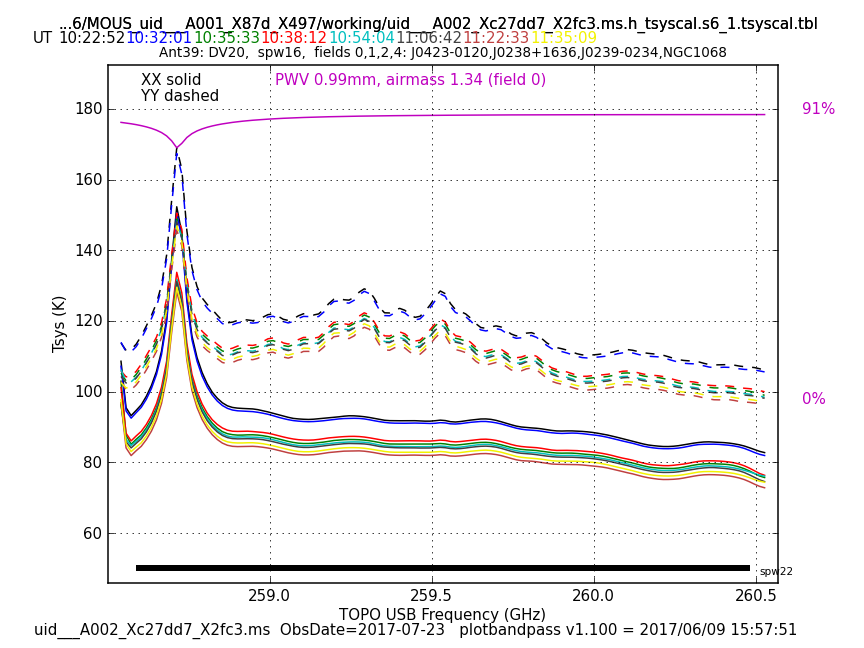 ...6/MOUS_uid___A001_X87d_X497/working/uid___A002_Xc27dd7_X2fc3.ms.h_tsyscal.s6_1.tsyscal.tbl
UT 10:22:52 10:32:01 10:35:33 10:38:12 10:54:04 11:06:42 11:22:33 11:35:09
Ant39: DV20,  spw16,  fields 0,1,2,4: J0423-0120,J0238+1636,J0239-0234,NGC1068
XX solid
YY dashed
PWV 0.99mm, airmass 1.34 (field 0)
91%
0%
180
160
140
120
100
80
60
Tsys (K)
spw22
259.0 259.5 260.0 260.5
TOPO USB Frequency (GHz)
uid___A002_Xc27dd7_X2fc3.ms  ObsDate=2017-07-23   plotbandpass v1.100 = 2017/06/09 15:57:51